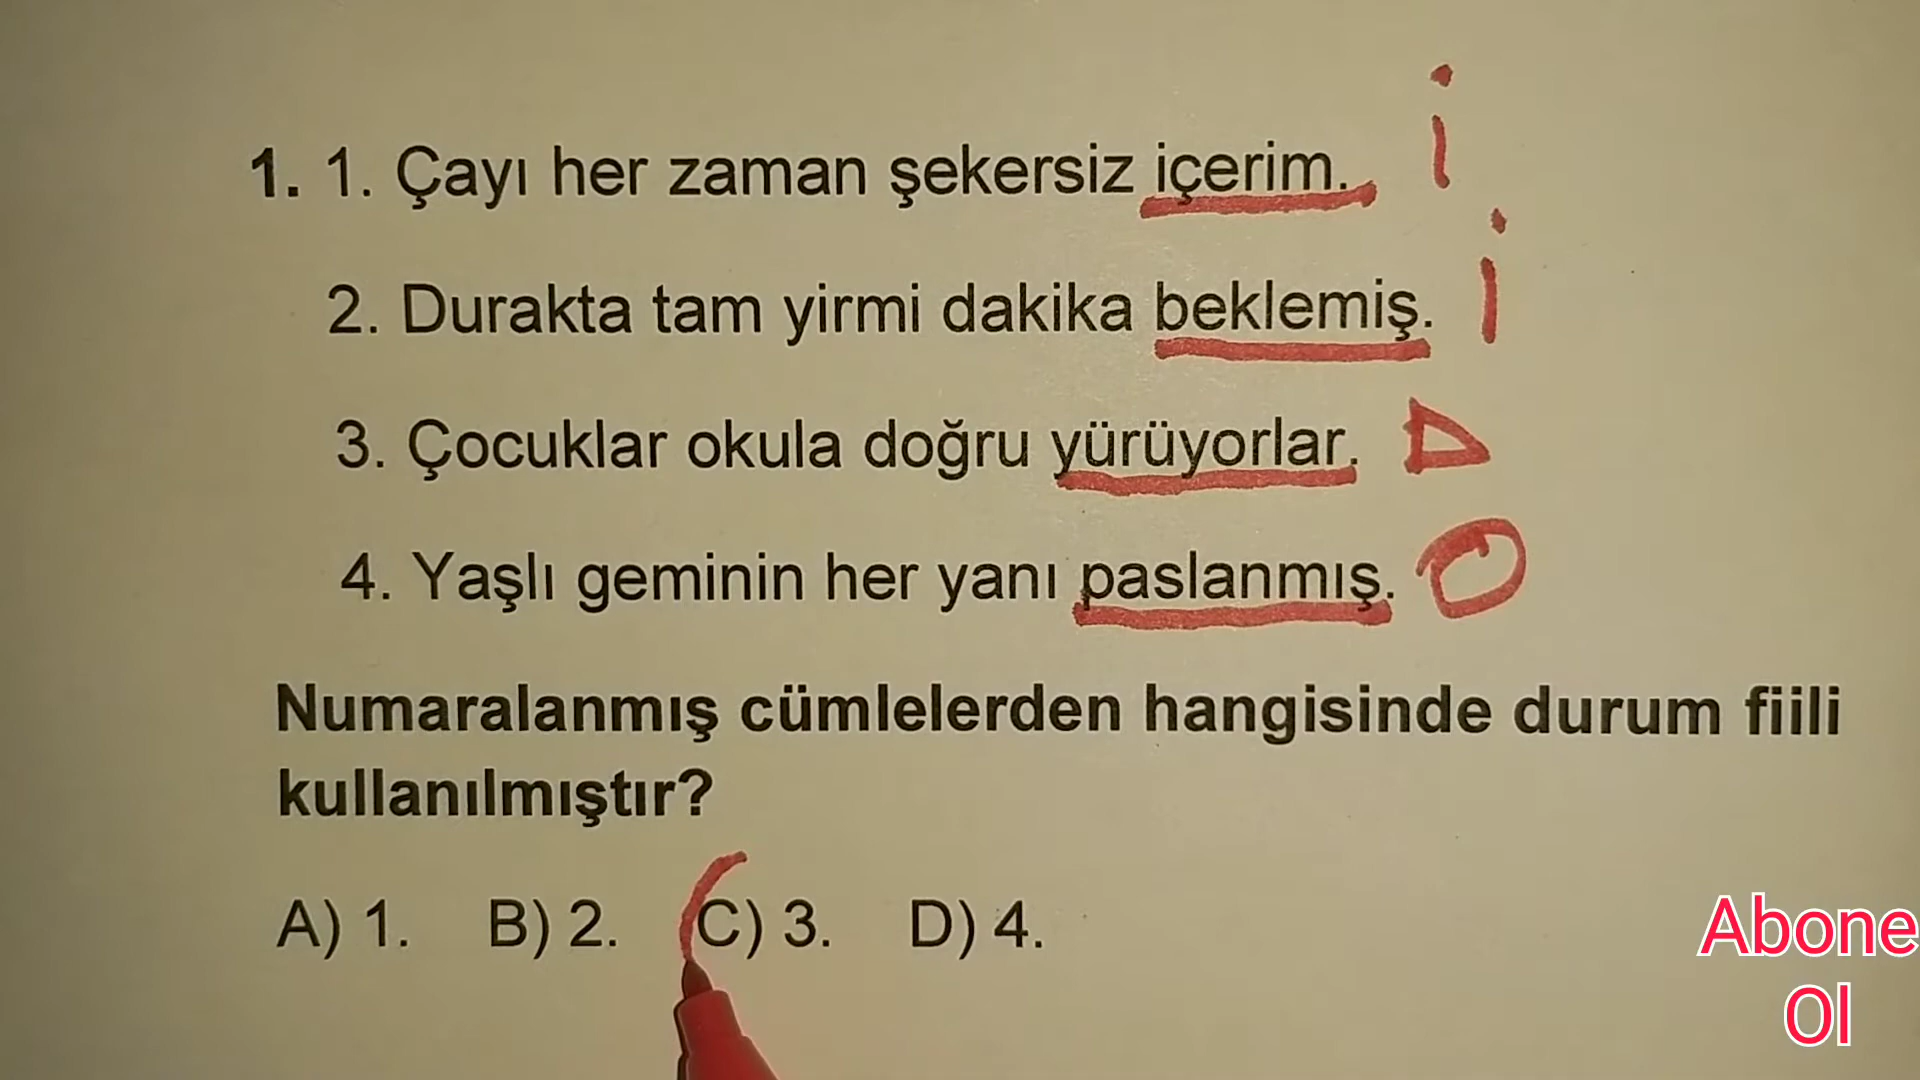 1. 1. Çayı her zaman şekersiz içerim. i
2. Durakta tam yirmi dakika beklemiş. i
3. Çocuklar okula doğru yürüyorlar. D
4. Yaşlı geminin her yanı paslanmış. O
Numaralanmış cümlelerden hangisinde durum fiili
kullanılmıştır?
A) 1. B) 2. C) 3. D) 4.
Abone
Ol